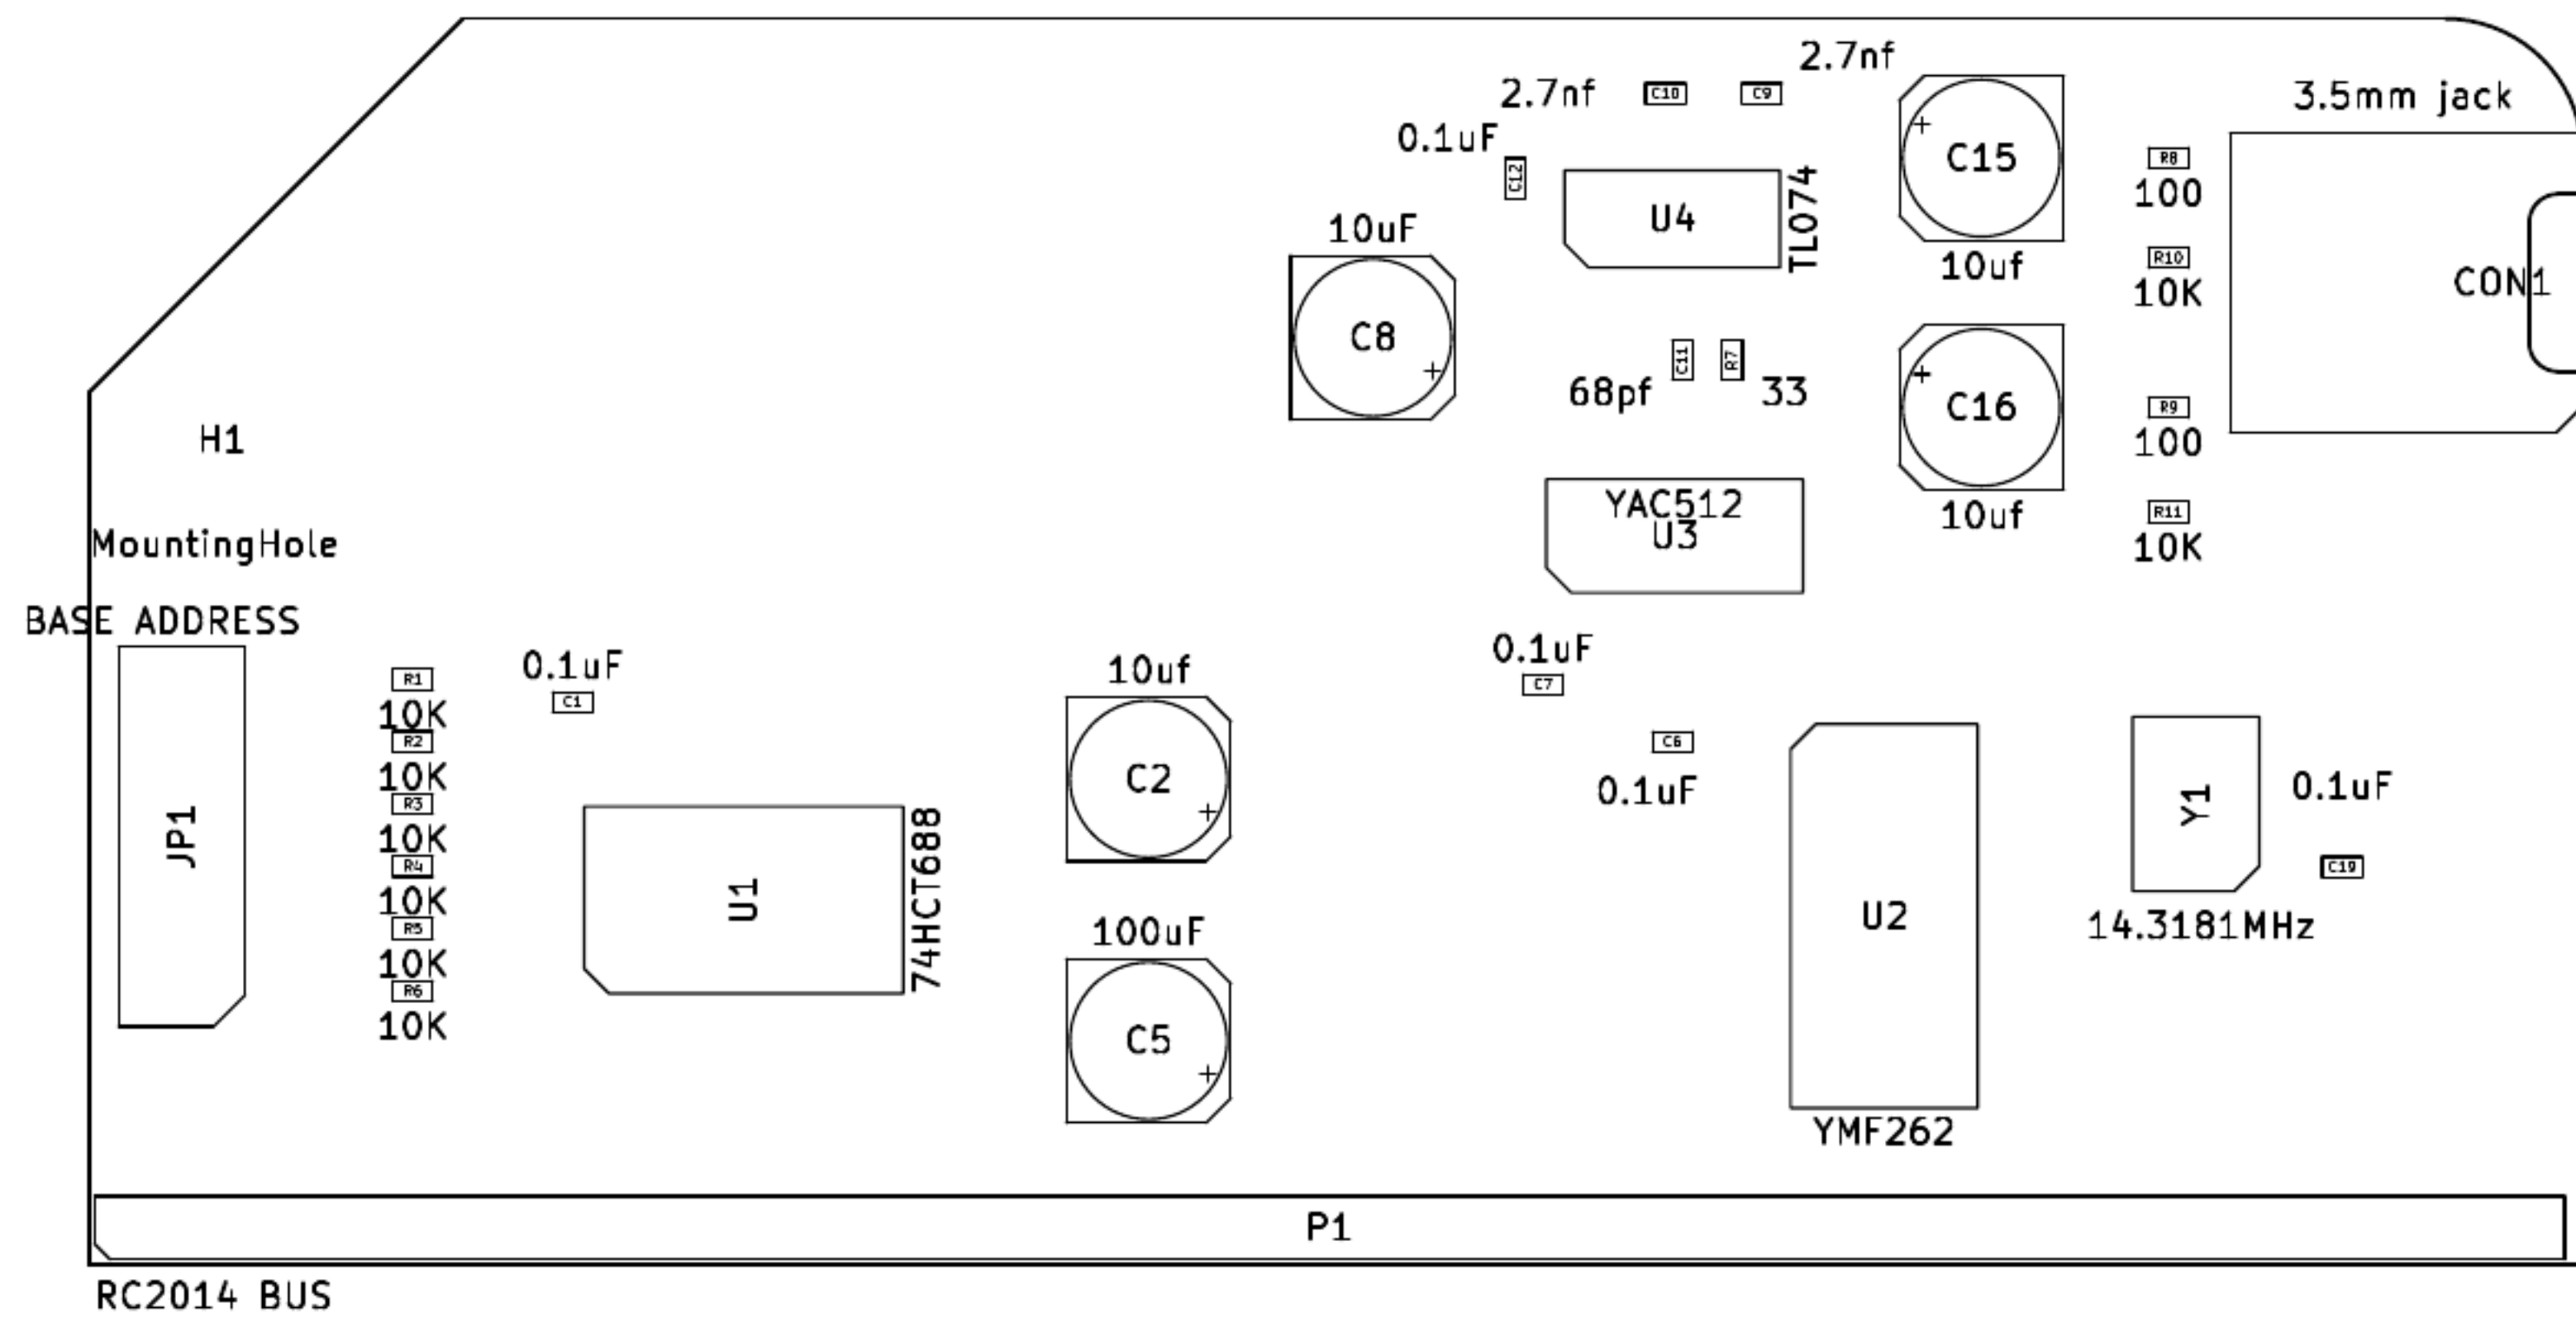 2.7nf
2.7nf
C10
C9
3.5mm jack
0.1uF
C12
C15
R8
100
TL074
U4
10uF
10uf
R10
10K
CON1
C8
C11
R7
68pf
33
C16
R9
100
H1
YAC512
U3
10uf
R11
10K
MountingHole
BASE ADDRESS
0.1uF
C7
R1
10K
0.1uF
C1
10uf
C6
0.1uF
R2
10K
C2
Y1
0.1uF
R3
10K
JP1
R4
10K
C19
U1
74HCT688
U2
14.3181MHz
100uF
R5
10K
R6
10K
C5
YMF262
P1
RC2014 BUS